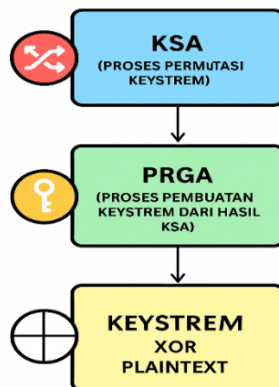 KSA
(PROSES PERMUTASI
KEYSTREM)
PRGA
(PROSES PEMBUATAN
KEYSTREM DARI HASIL
KSA)
KEYSTREM
XOR
PLAINTEXT